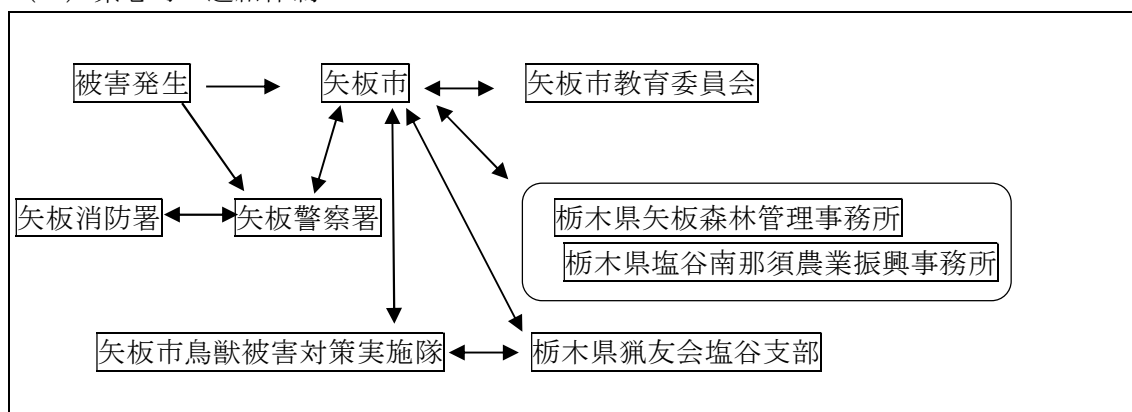 被害発生
矢板市
矢板市教育委員会
矢板消防署
矢板警察署
栃木県矢板森林管理事務所
栃木県塩谷南那須農業振興事務所
矢板市鳥獣被害対策実施隊
栃木県猟友会塩谷支部